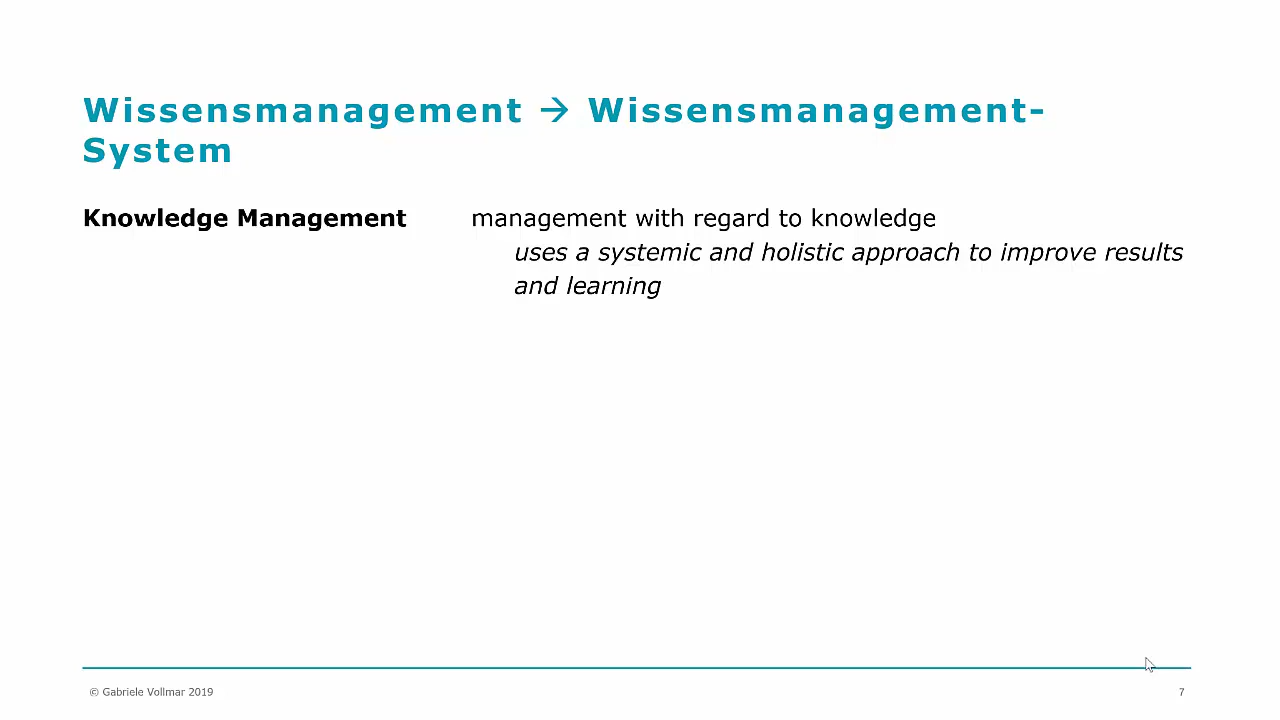 Wissensmanagement → Wissensmanagement-
System
Knowledge Management management with regard to knowledge
uses a systemic and holistic approach to improve results
and learning
© Gabriele Vollmar 2019 7